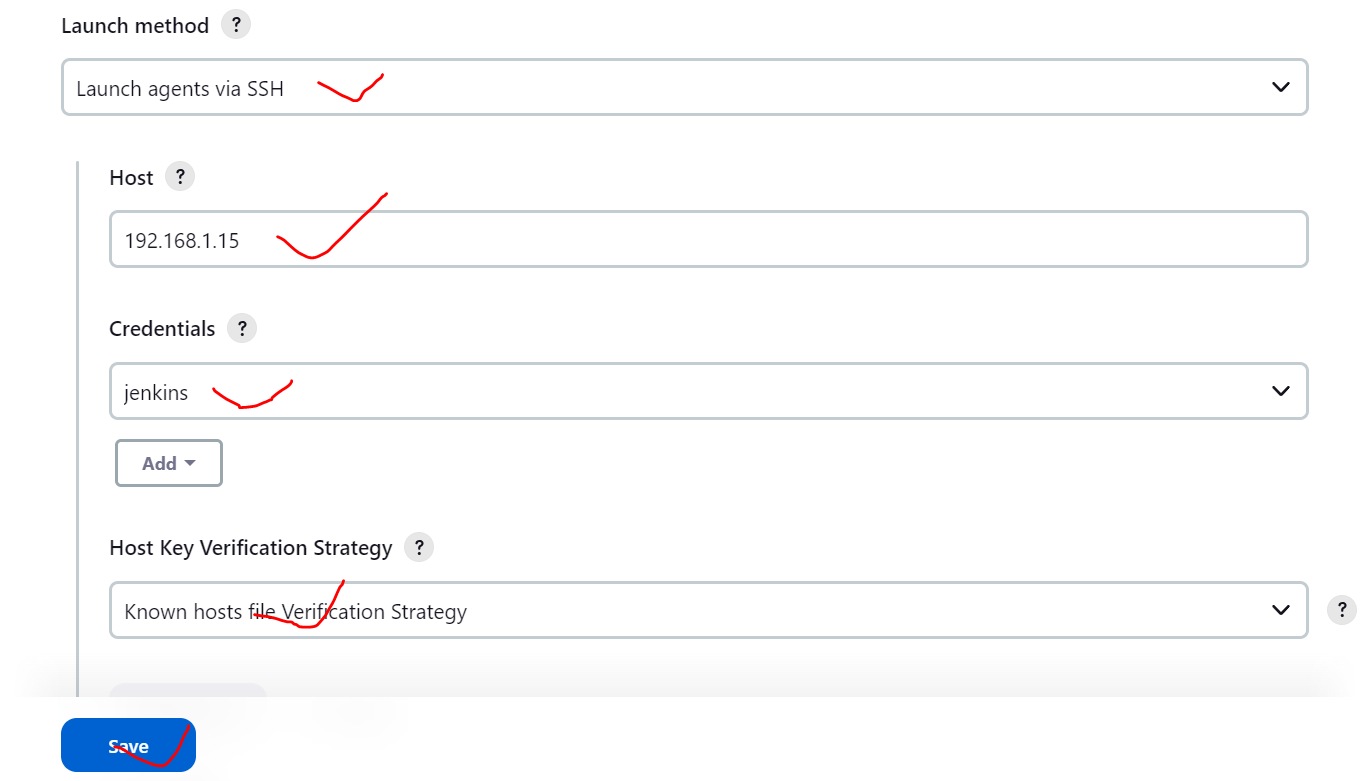 Launch method ?
Launch agents via SSH
Host ?
192.168.1.15
Credentials ?
jenkins
Add
Host Key Verification Strategy ?
Known hosts file Verification Strategy ?
Save